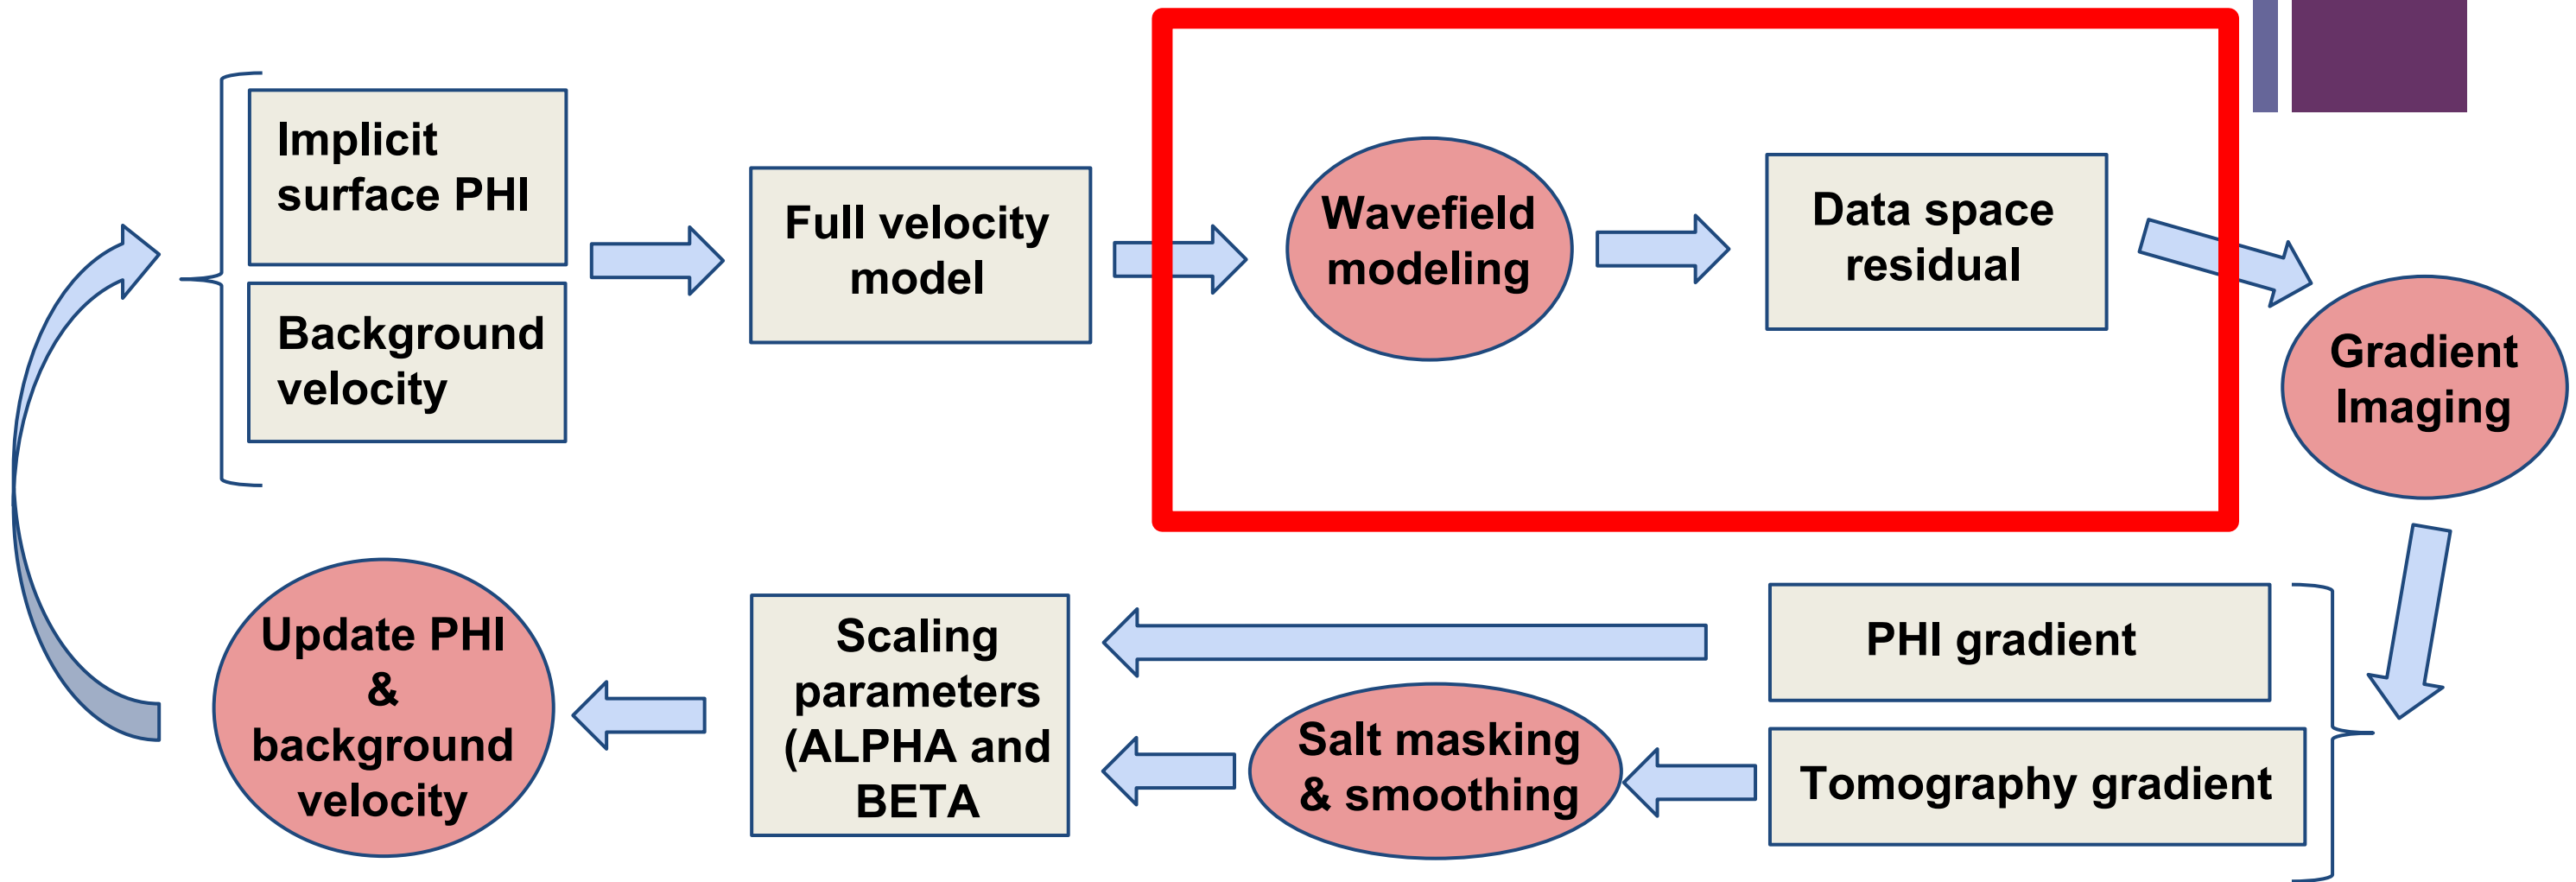 Implicit
surface PHI
Background
velocity
Full velocity
model
Wavefield
modeling
Data space
residual
Gradient
Imaging
PHI gradient
Tomography gradient
Salt masking
& smoothing
Scaling
parameters
(ALPHA and
BETA
Update PHI
&
background
velocity